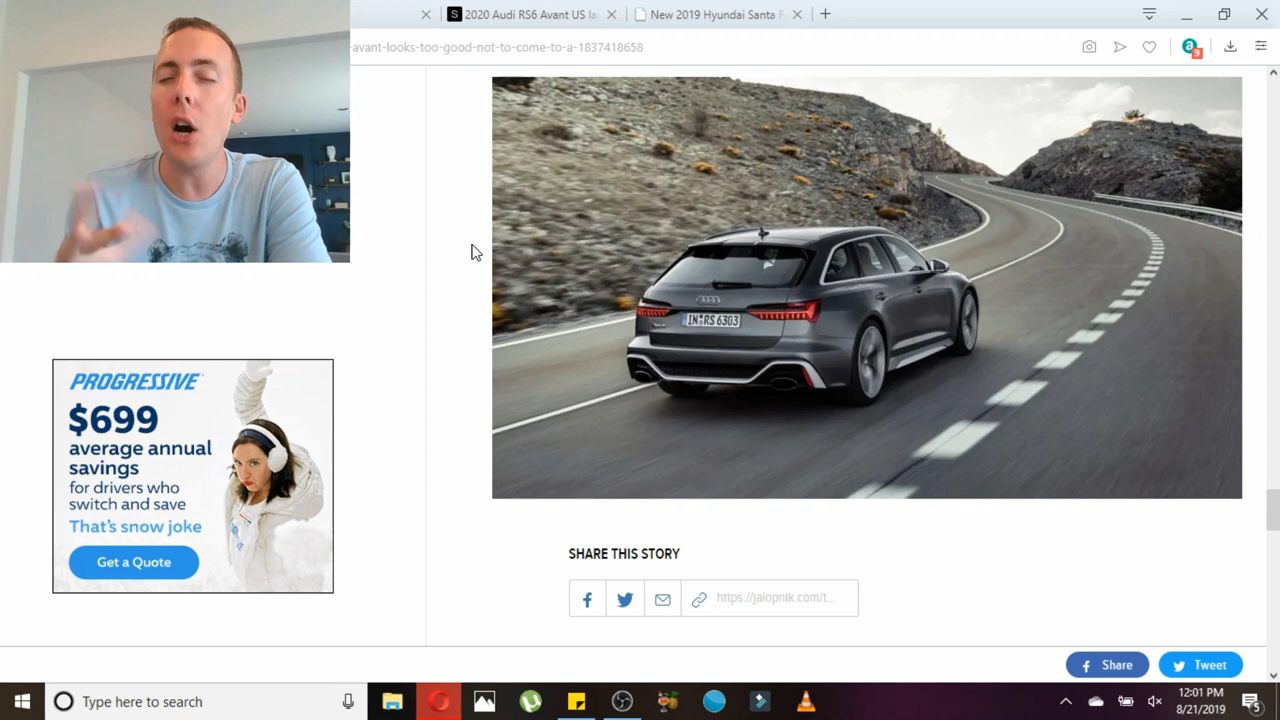 2020 Audi RS6 Avant US la
New 2019 Hyundai Santa F
-avant-looks-too-good-not-to-come-to-a-1837418658
9
IN RS 6303
PROGRESSIVE
$699
average annual
savings
for drivers who
switch and save
That's snow joke
Get a Quote
SHARE THIS STORY
https://jalopnik.com/t...
Share
Tweet
Type here to search
12:01 PM
8/21/2019
5